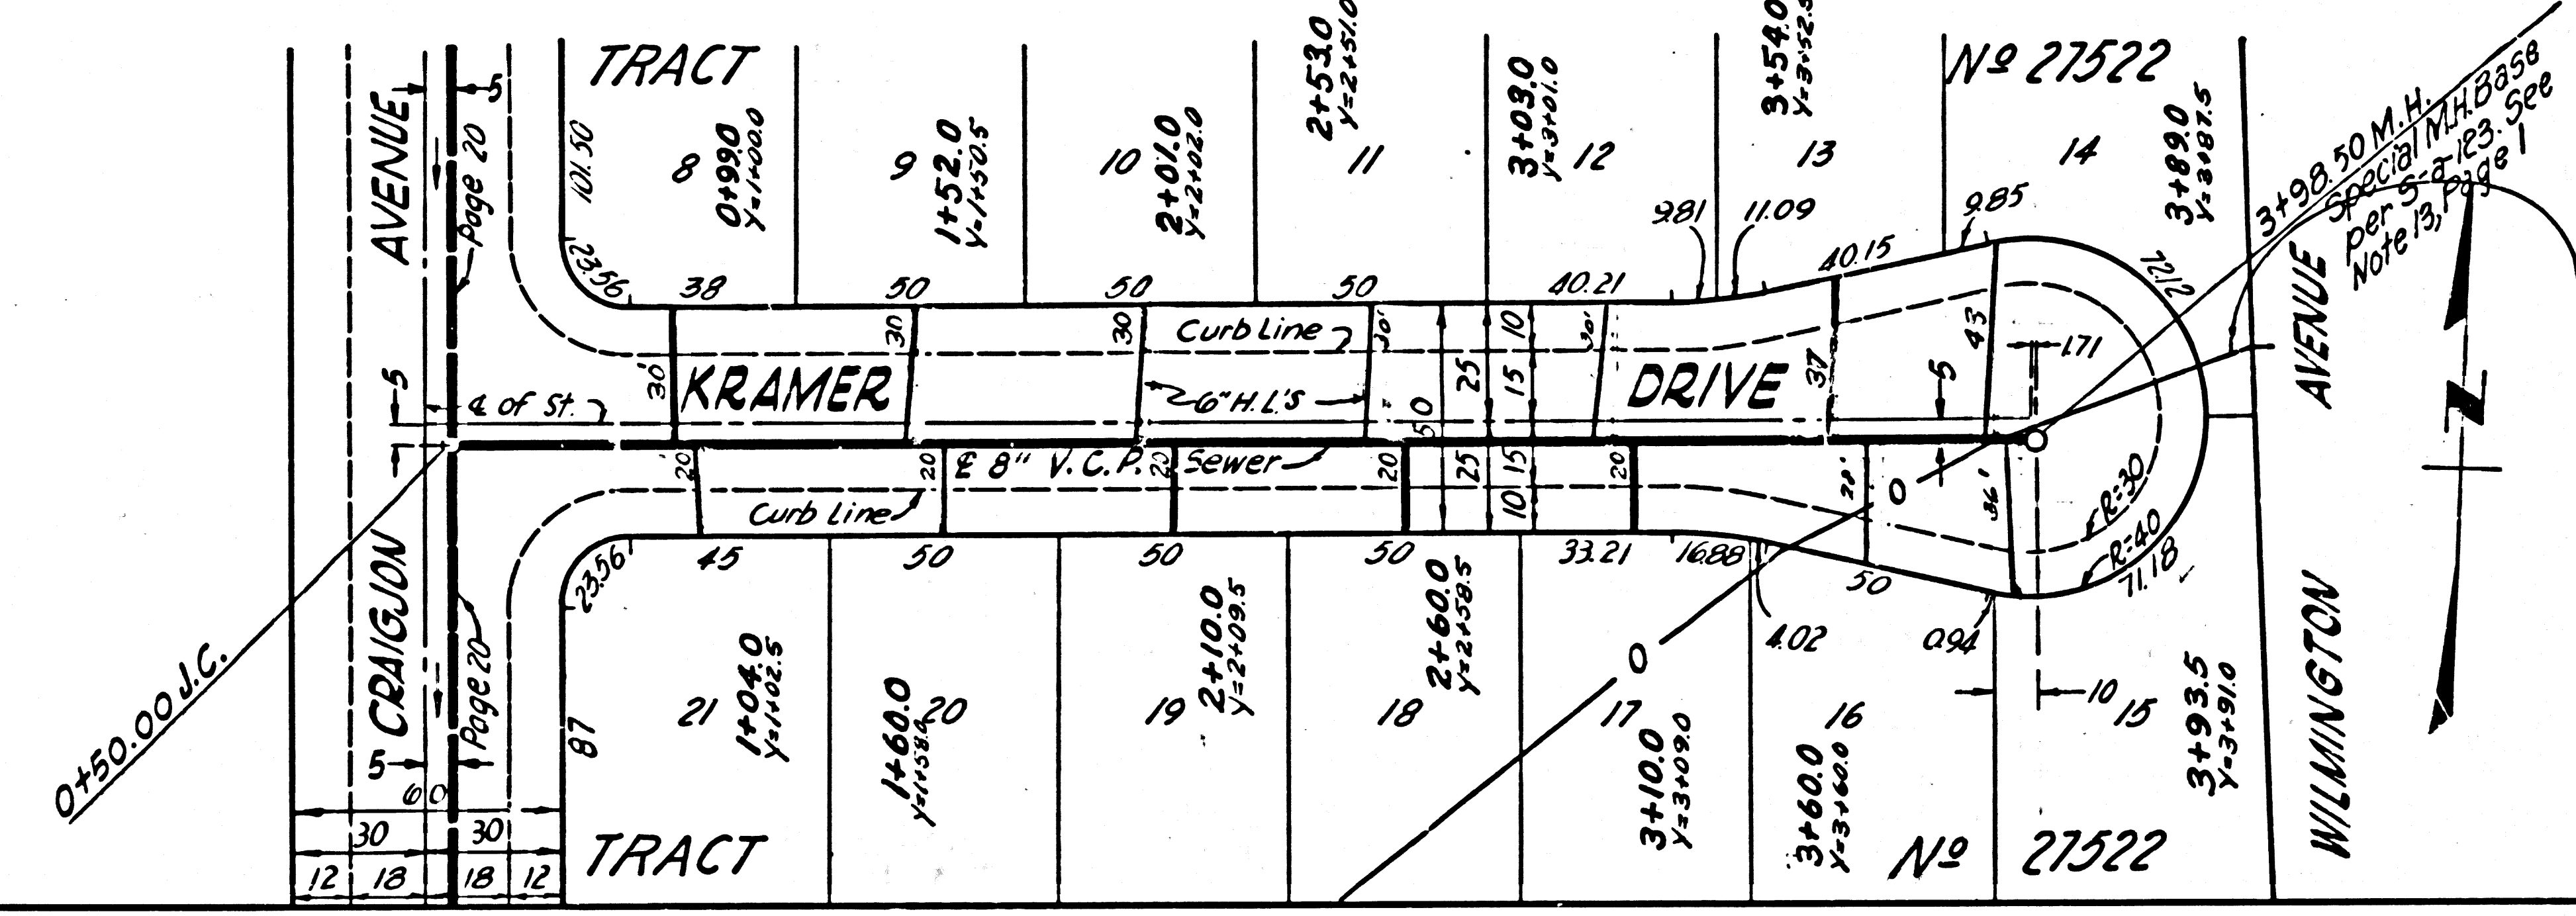 TRACT
Nº 27522
AVENUE
5
Page 20
101.50
8
0+99.0
Y=1+00.0
9
1+52.0
Y=1+50.5
10
2+01.0
Y=2+02.0
2+53.0
Y=2+51.0
11
3+03.0
Y=3+01.0
12
3+54.0
Y=3+52.5
13
14
3+89.0
Y=3+87.5
3+98.50 M.H.
Special M.H. Base
per S-a-123. See
Note 13, Page 1
23.56
38
50
50
50
40.21
9.81
11.09
40.15
9.85
72.12
AVENUE
30'
30
30
Curb Line
30'
10
30'
37
43
1.71
5
₵ of St.
KRAMER
6" H.L.'S
25
50
15
DRIVE
5
N
20'
20
₵ 8" V.C.P.
20
Sewer
20
25
15
10
20
28'
36'
O
R=30
R=40
Curb Line
23.56
45
50
50
50
33.21
16.88
50
71.18
4.02
0.94
10
O
CRAIGJON
Page 20
87
0+50.00 J.C.
21
1+04.0
Y=1+02.5
1+60.0
Y=1+58.0
20
19
2+10.0
Y=2+09.5
18
2+60.0
Y=2+58.5
17
3+10.0
Y=3+09.0
16
3+60.0
Y=3+60.0
15
3+93.5
Y=3+91.0
WILMINGTON
5
60
30
30
12
18
18
12
TRACT
Nº 27522